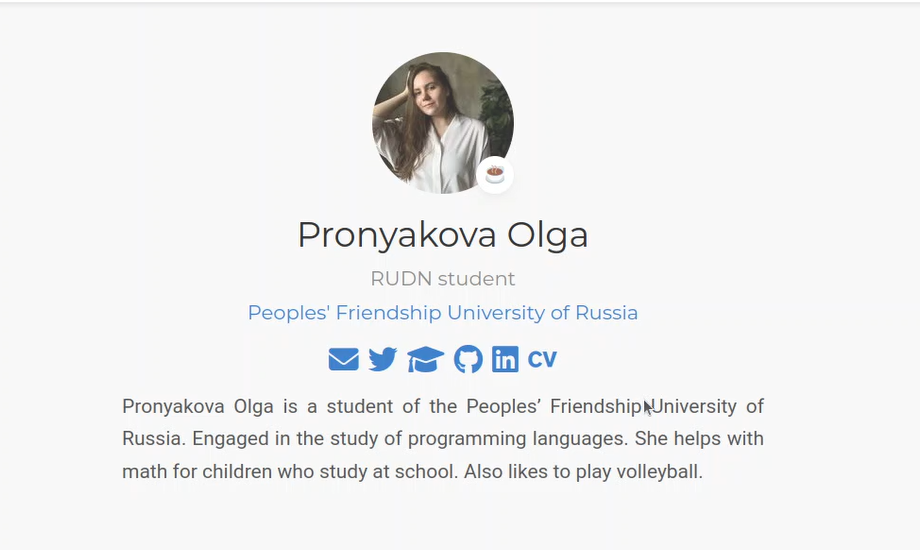 Pronyakova Olga
RUDN student
Peoples' Friendship University of Russia
CV
Pronyakova Olga is a student of the Peoples’ Friendship University of
Russia. Engaged in the study of programming languages. She helps with
math for children who study at school. Also likes to play volleyball.